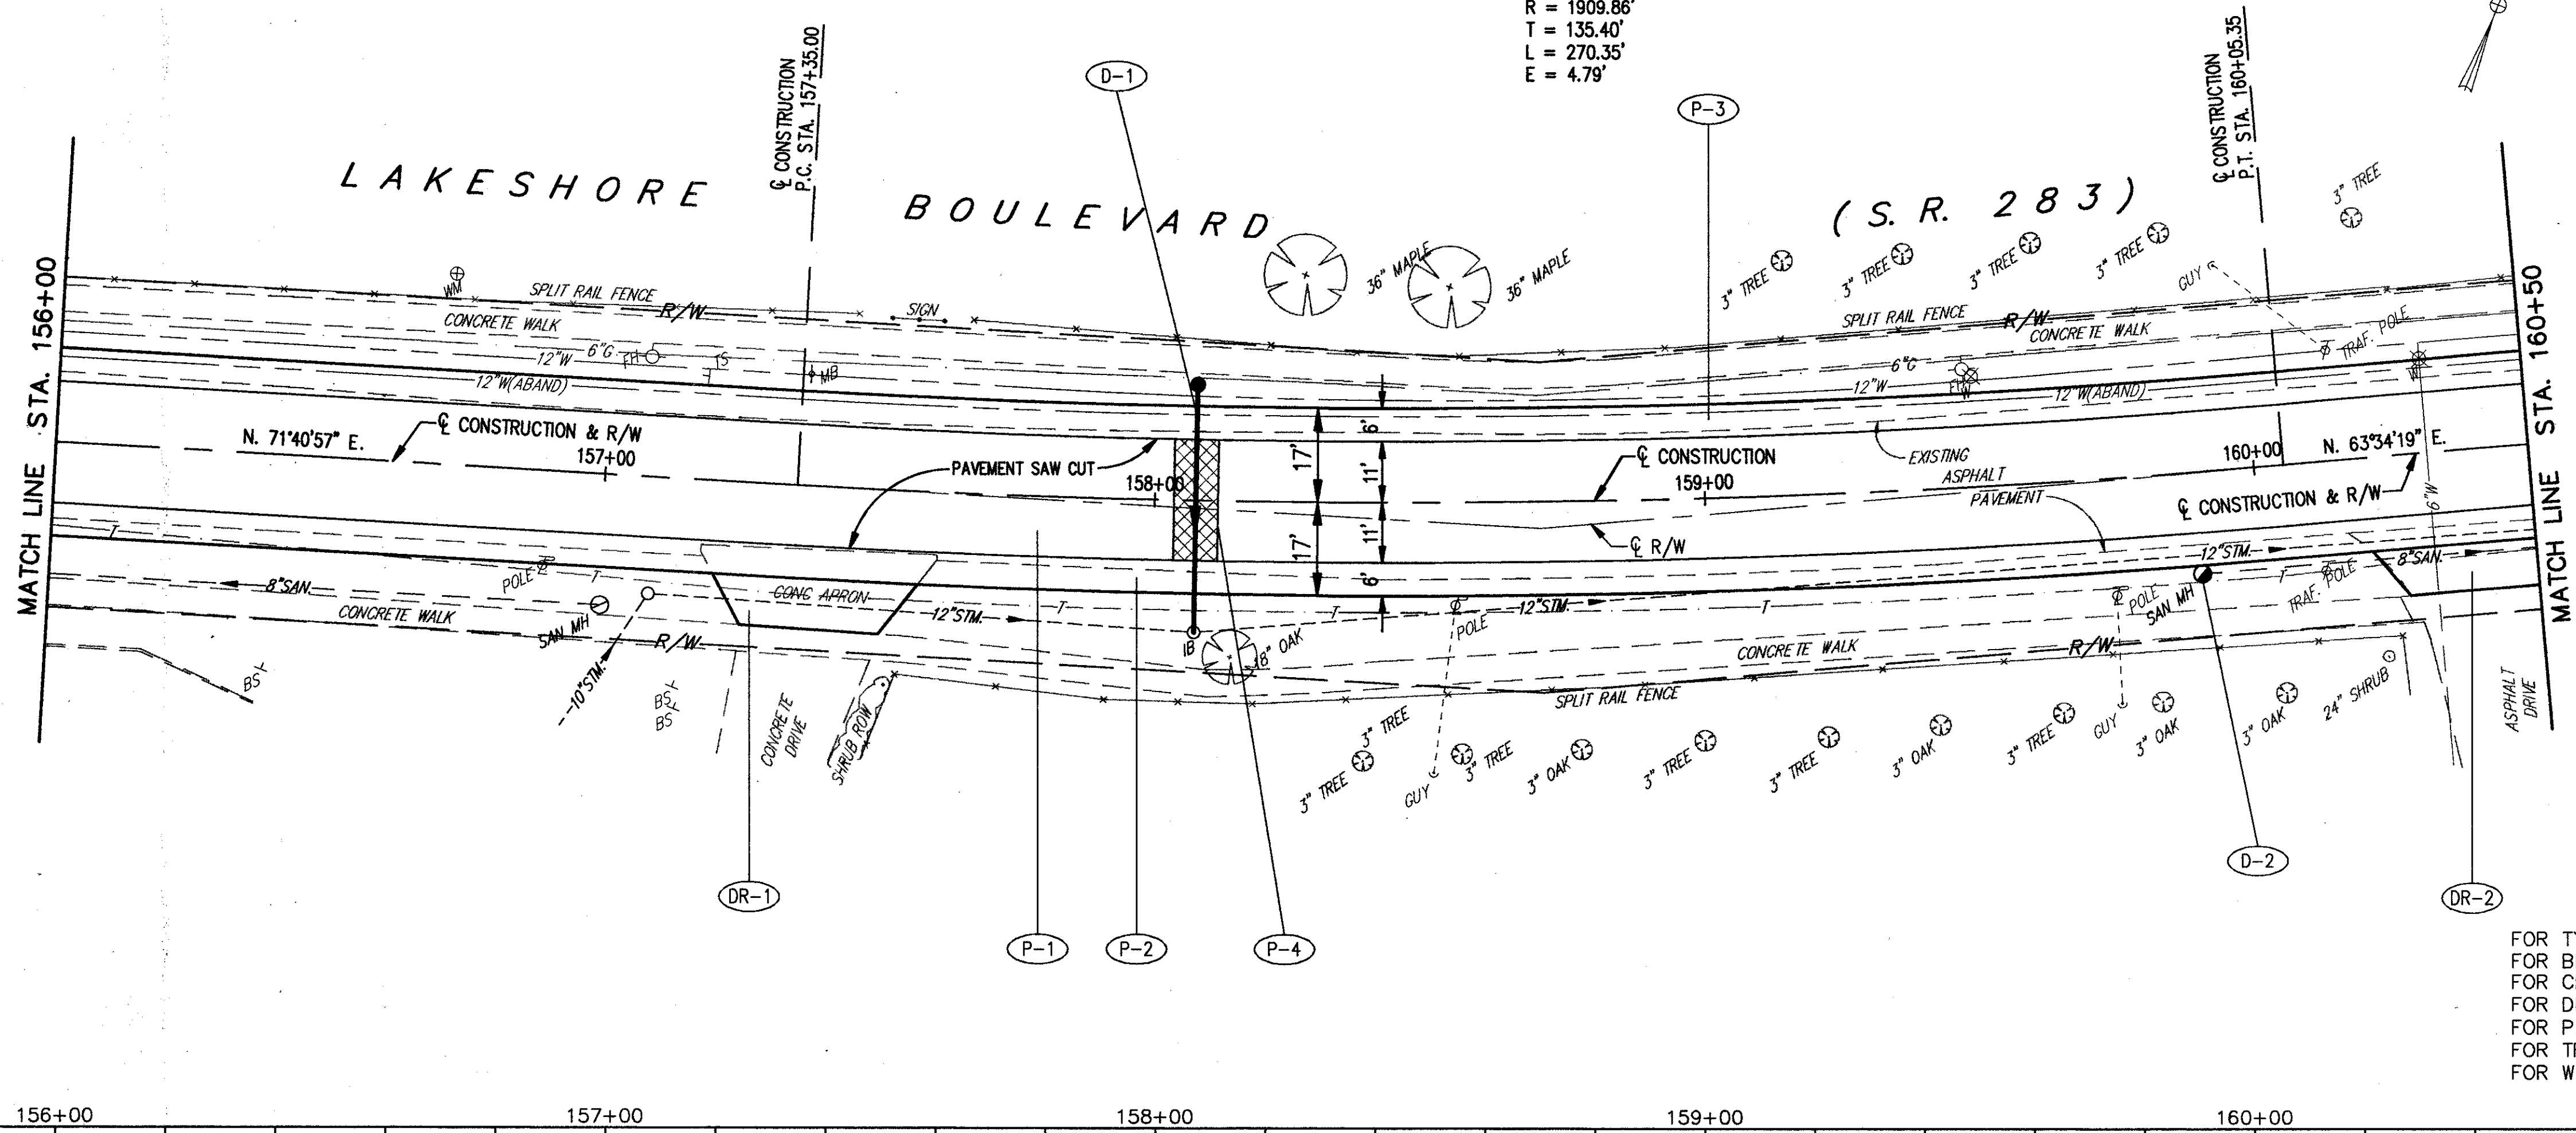 R = 1909.86'
T = 135.40'
L = 270.35'
E = 4.79'
℄ CONSTRUCTION
P.C. STA. 157+35.00
D-1
P-3
℄ CONSTRUCTION
P.T. STA. 160+05.35
LAKESHORE BOULEVARD (S.R. 283)
MATCH LINE STA. 156+00
MATCH LINE STA. 160+50
WM
SPLIT RAIL FENCE
R/W
SIGN
CONCRETE WALK
12"W
6"G
FH
TS
MB
12"W(ABAND)
36" MAPLE
36" MAPLE
3" TREE
3" TREE
3" TREE
3" TREE
3" TREE
GUY
SPLIT RAIL FENCE
R/W
CONCRETE WALK
TRAF. POLE
6"G
12"W
FH
W
12"W(ABAND)
W
N. 71°40'57" E.
℄ CONSTRUCTION & R/W
157+00
PAVEMENT SAW CUT
158+00
17'
6'
11'
17'
11'
6'
℄ CONSTRUCTION
159+00
℄ R/W
EXISTING
ASPHALT
PAVEMENT
160+00
N. 63°34'19" E.
℄ CONSTRUCTION & R/W
6"W
T
8"SAN.
POLE
T
CONCRETE WALK
SAN MH
R/W
10"STM.
CONC APRON
12"STM.
T
IB
18" OAK
T
POLE
12"STM.
T
POLE
SAN MH
12"STM.
T
TRAF. POLE
8"SAN.
BS
BS
BS
CONCRETE
DRIVE
SHRUB ROW
CONCRETE WALK
R/W
SPLIT RAIL FENCE
3" TREE
3" TREE
GUY
3" TREE
3" OAK
3" TREE
3" TREE
3" OAK
3" TREE
GUY
3" OAK
3" OAK
24" SHRUB
ASPHALT
DRIVE
DR-1
P-1
P-2
P-4
D-2
DR-2
FOR T
FOR B
FOR C
FOR D
FOR P
FOR T
FOR W
156+00
157+00
158+00
159+00
160+00